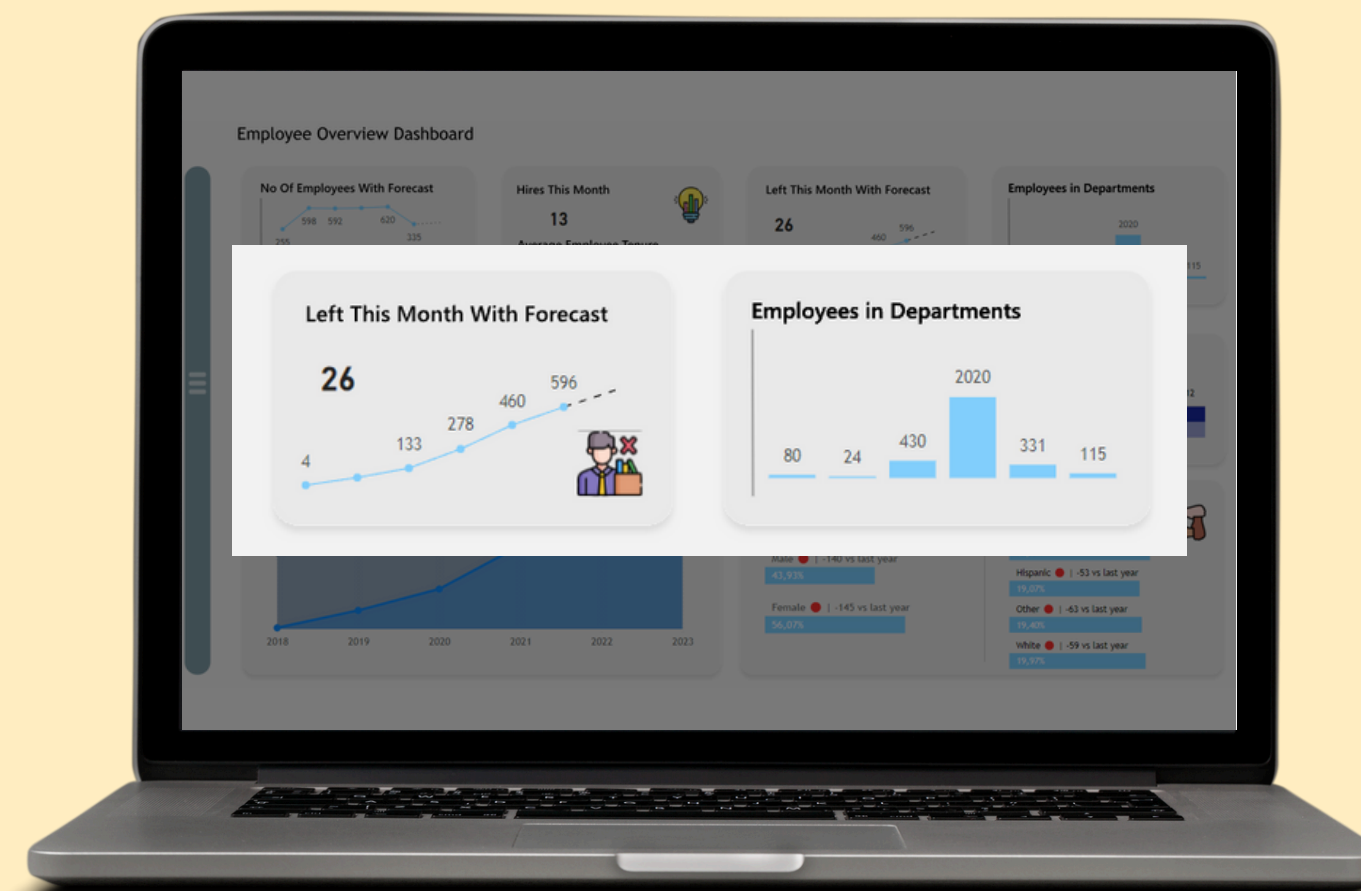 Employee Overview Dashboard
No Of Employees With Forecast
598 592 620
255 335
Hires This Month
13
Average Employee Tenure
Left This Month With Forecast
26
460 596
Employees in Departments
2020
115
Left This Month With Forecast
26
4 133 278 460 596
Employees in Departments
80 24 430 2020 331 115
2018 2019 2020 2021 2022 2023
Male | -140 vs last year
43,93%
Female | -145 vs last year
56,07%
Hispanic | -53 vs last year
19,07%
Other | -63 vs last year
19,40%
White | -59 vs last year
19,97%